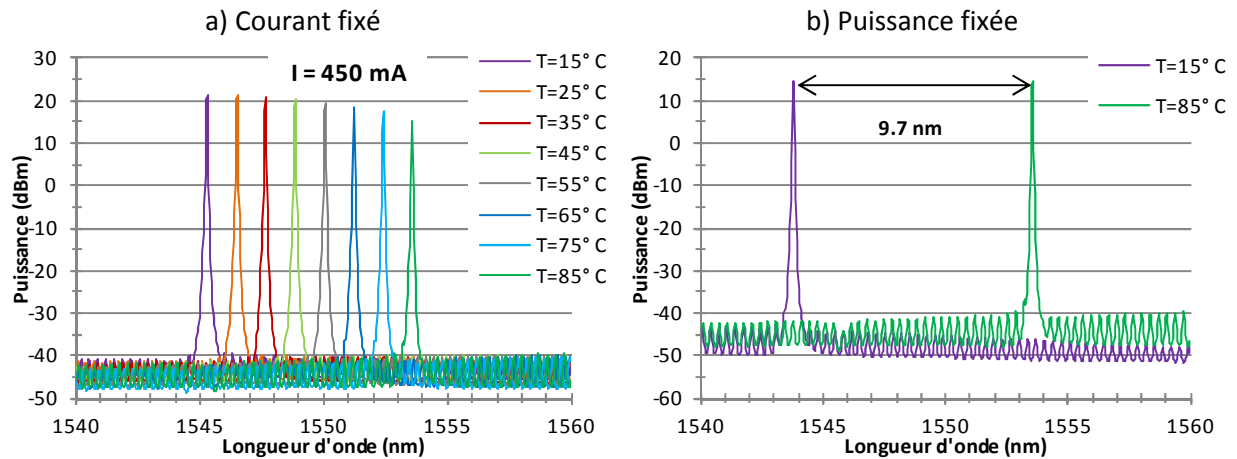 a) Courant fixé
I = 450 mA
Puissance (dBm)
30
20
10
0
-10
-20
-30
-40
-50
1540
1545
1550
1555
1560
Longueur d'onde (nm)
T=15° C
T=25° C
T=35° C
T=45° C
T=55° C
T=65° C
T=75° C
T=85° C
b) Puissance fixée
9.7 nm
Puissance (dBm)
20
10
0
-10
-20
-30
-40
-50
-60
1540
1545
1550
1555
1560
Longueur d'onde (nm)
T=15° C
T=85° C